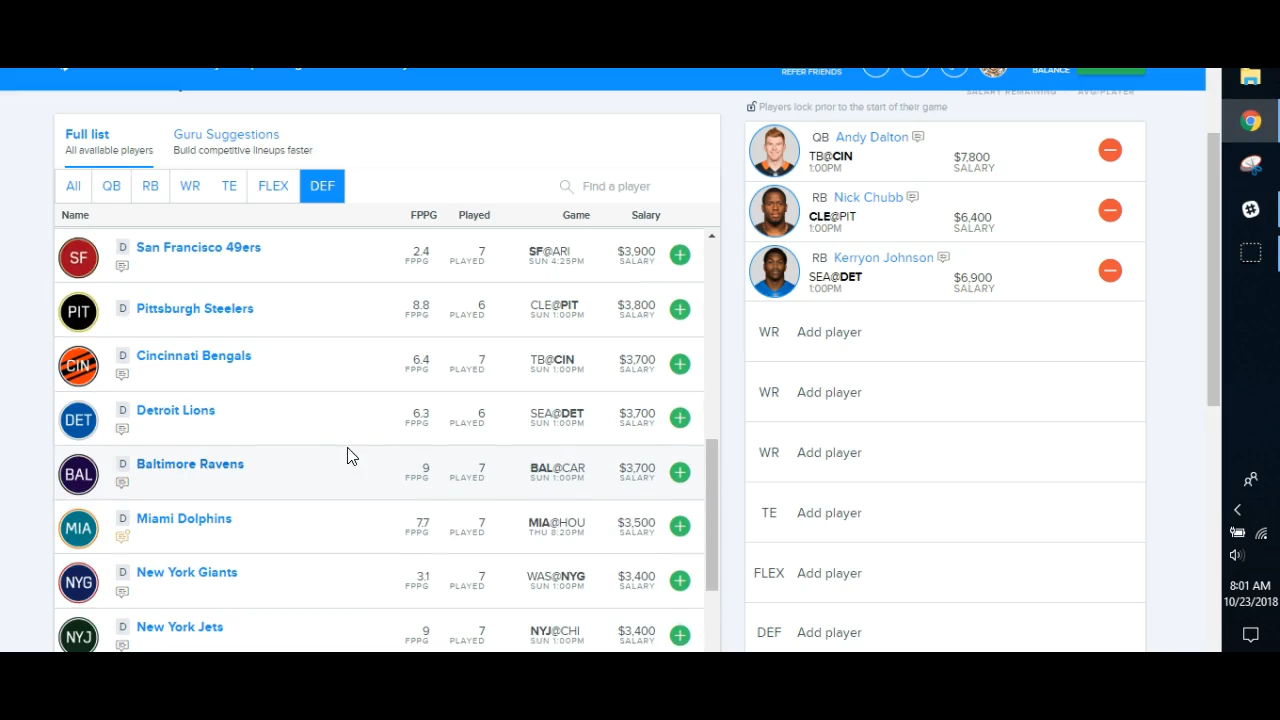 REFER FRIENDS
BALANCE
SALARY REMAINING
AVG/PLAYER
Players lock prior to the start of their game
Full list
All available players
Guru Suggestions
Build competitive lineups faster
All QB RB WR TE FLEX DEF
Find a player
Name FPPG Played Game Salary
SF D San Francisco 49ers 2.4 7 SF@ARI $3,900
FPPG PLAYED SUN 4:25PM SALARY
PIT D Pittsburgh Steelers 8.8 6 CLE@PIT $3,800
FPPG PLAYED SUN 1:00PM SALARY
CIN D Cincinnati Bengals 6.4 7 TB@CIN $3,700
FPPG PLAYED SUN 1:00PM SALARY
DET D Detroit Lions 6.3 6 SEA@DET $3,700
FPPG PLAYED SUN 1:00PM SALARY
BAL D Baltimore Ravens 9 7 BAL@CAR $3,700
FPPG PLAYED SUN 1:00PM SALARY
MIA D Miami Dolphins 7.7 7 MIA@HOU $3,500
FPPG PLAYED THU 8:20PM SALARY
NYG D New York Giants 3.1 7 WAS@NYG $3,400
FPPG PLAYED SUN 1:00PM SALARY
NYJ D New York Jets 9 7 NYJ@CHI $3,400
FPPG PLAYED SUN 1:00PM SALARY
QB Andy Dalton
TB@CIN $7,800
1:00PM SALARY
RB Nick Chubb
CLE@PIT $6,400
1:00PM SALARY
RB Kerryon Johnson
SEA@DET $6,900
1:00PM SALARY
WR Add player
WR Add player
WR Add player
TE Add player
FLEX Add player
DEF Add player
8:01 AM
10/23/2018